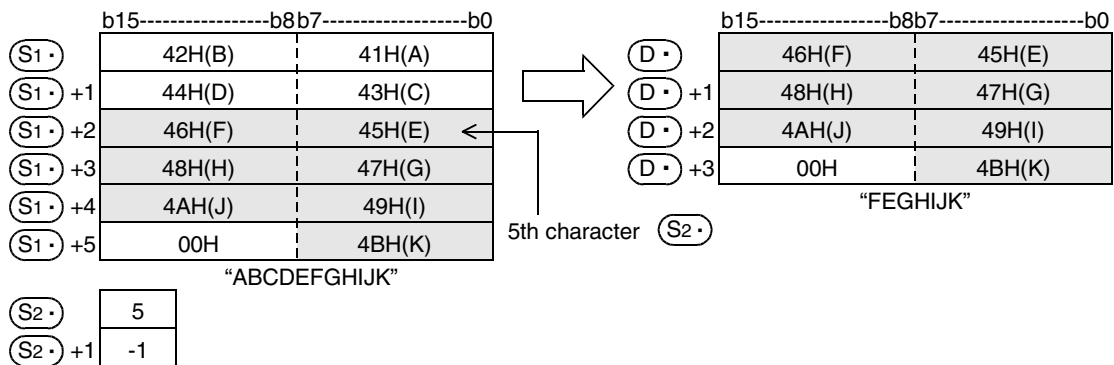 b15-----------------b8 b7-------------------b0 b15-----------------b8b7-------------------b0
S1· 42H(B) 41H(A) D· 46H(F) 45H(E)
S1· +1 44H(D) 43H(C) D· +1 48H(H) 47H(G)
S1· +2 46H(F) 45H(E) D· +2 4AH(J) 49H(I)
S1· +3 48H(H) 47H(G) D· +3 00H 4BH(K)
S1· +4 4AH(J) 49H(I) “FEGHIJK”
S1· +5 00H 4BH(K) 5th character S2·
“ABCDEFGHIJK”
S2· 5
S2· +1 -1